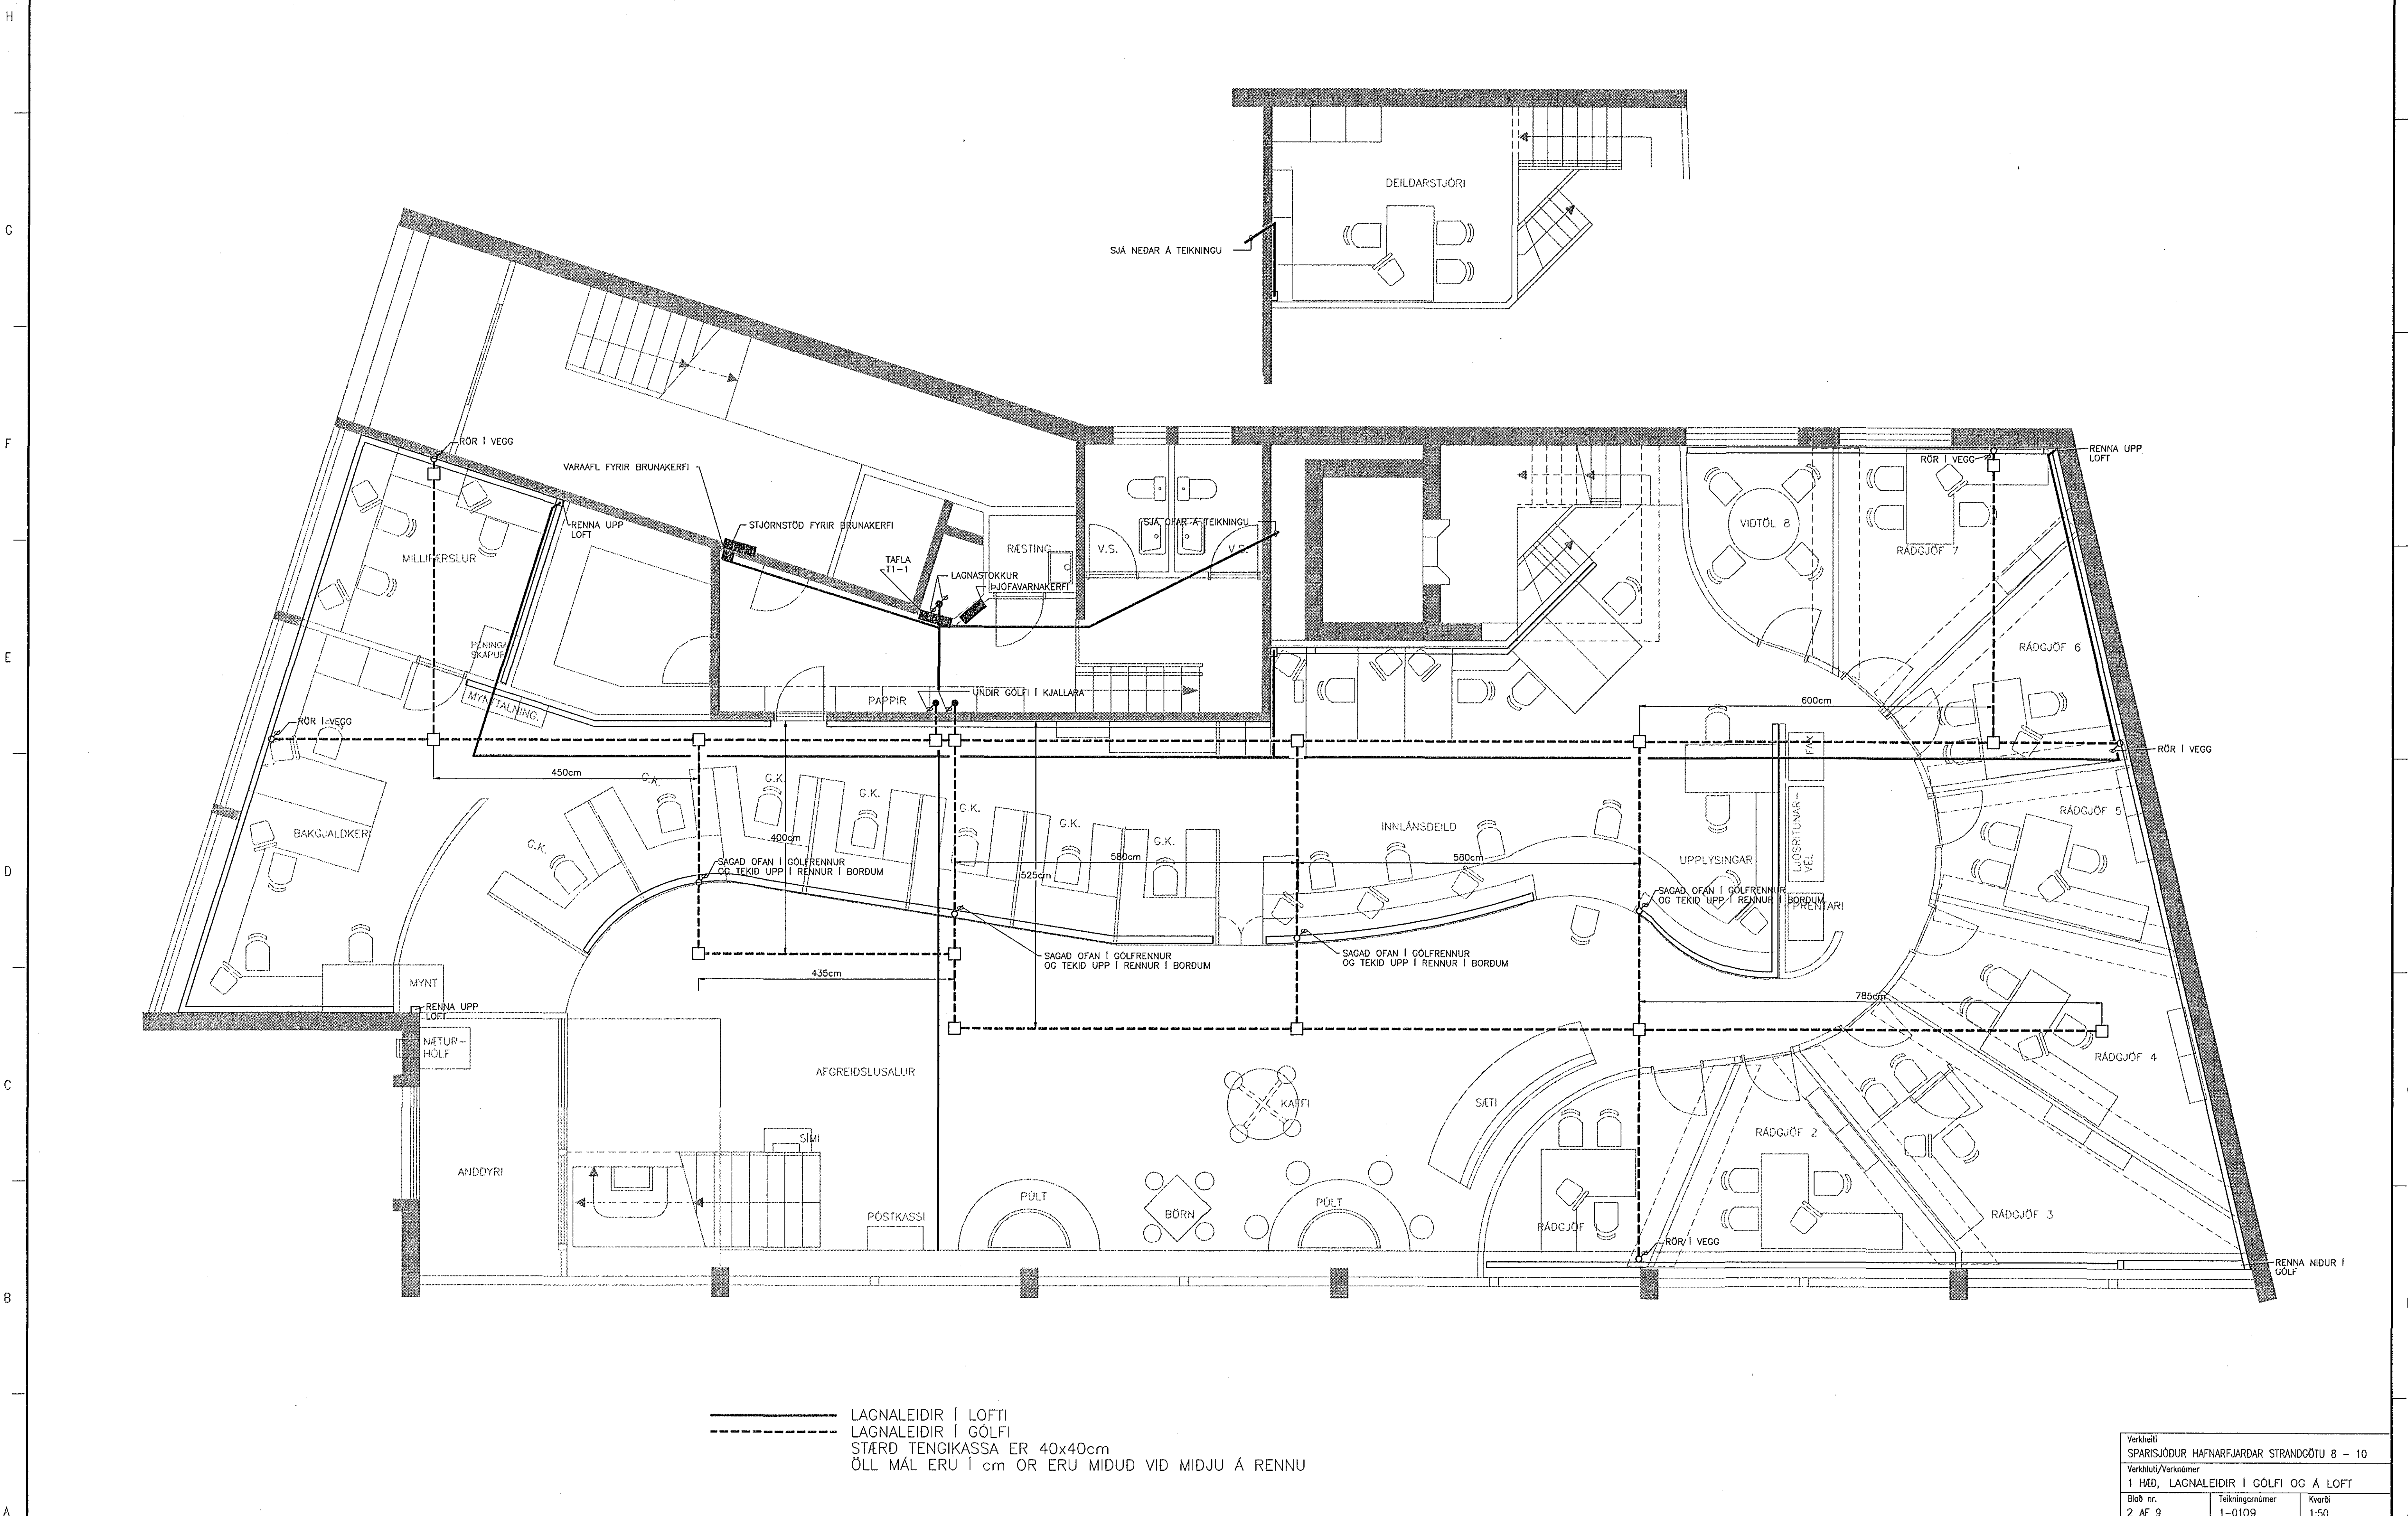 H
G
F
E
D
C
B
A
DEILDARSTJÓRI
SJÁ NEÐAR Á TEIKNINGU
RÖR Í VEGG
VARAAFL FYRIR BRUNAKERFI
RENNA UPP
LOFT
STJÓRNSTÖÐ FYRIR BRUNAKERFI
SJÁ OFAR Á TEIKNINGU
RÆSTING
V.S.
V.S.
TAFLA
T1-1
LAGNASTOKKUR
ÞJÓFAVARNAKERFI
MILLIFÆRSLUR
PENINGA
SKÁPUR
MYNTTALNING.
PAPPÍR
UNDIR GÓLFI Í KJALLARA
VIÐTÖL 8
RÖR Í VEGG
RENNA UPP
LOFT
RÁÐGJÖF 7
RÁÐGJÖF 6
600cm
RÖR Í VEGG
FAX
RÖR Í VEGG
450cm
G.K.
G.K.
G.K.
G.K.
G.K.
G.K.
G.K.
400cm
580cm
525cm
580cm
BAKGJALDKERI
SAGAÐ OFAN Í GÓLFRENNUR
OG TEKIÐ UPP Í RENNUR Í BORÐUM
INNLÁNSDEILD
UPPLÝSINGAR
LJÓSRITUNAR-
VÉL
PRENTARI
RÁÐGJÖF 5
SAGAÐ OFAN Í GÓLFRENNUR
OG TEKIÐ UPP Í RENNUR Í BORÐUM
SAGAÐ OFAN Í GÓLFRENNUR
OG TEKIÐ UPP Í RENNUR Í BORÐUM
SAGAÐ OFAN Í GÓLFRENNUR
OG TEKIÐ UPP Í RENNUR Í BORÐUM
435cm
785cm
MYNT
RENNA UPP
LOFT
NÆTUR-
HÓLF
AFGREIÐSLUSALUR
KAFFI
SÆTI
RÁÐGJÖF 4
RÁÐGJÖF 2
SÍMI
ANDDYRI
PÓSTKASSI
PÚLT
BÖRN
PÚLT
RÁÐGJÖF 1
RÁÐGJÖF 3
RÖR Í VEGG
RENNA NIÐUR Í
GÓLF
LAGNALEIÐIR Í LOFTI
LAGNALEIÐIR Í GÓLFI
STÆRÐ TENGIKASSA ER 40x40cm
ÖLL MÁL ERU Í cm OR ERU MIÐUÐ VIÐ MIÐJU Á RENNU
Verkheiti
SPARISJÓÐUR HAFNARFJARÐAR STRANDGÖTU 8 - 10
Verkhluti/Verknúmer
1 HÆÐ, LAGNALEIÐIR Í GÓLFI OG Á LOFT
Blað nr.
2 AF 9
Teikningarnúmer
1-0109
Kvarði
1:50